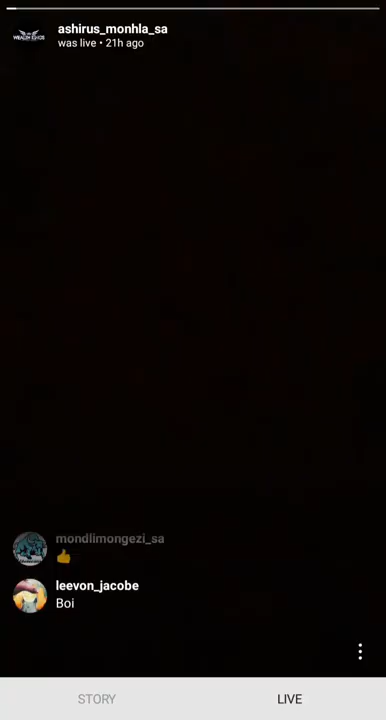 ashirus_monhla_sa
was live • 21h ago
mondlimongezi_sa
👍
leevon_jacobe
Boi
STORY
LIVE